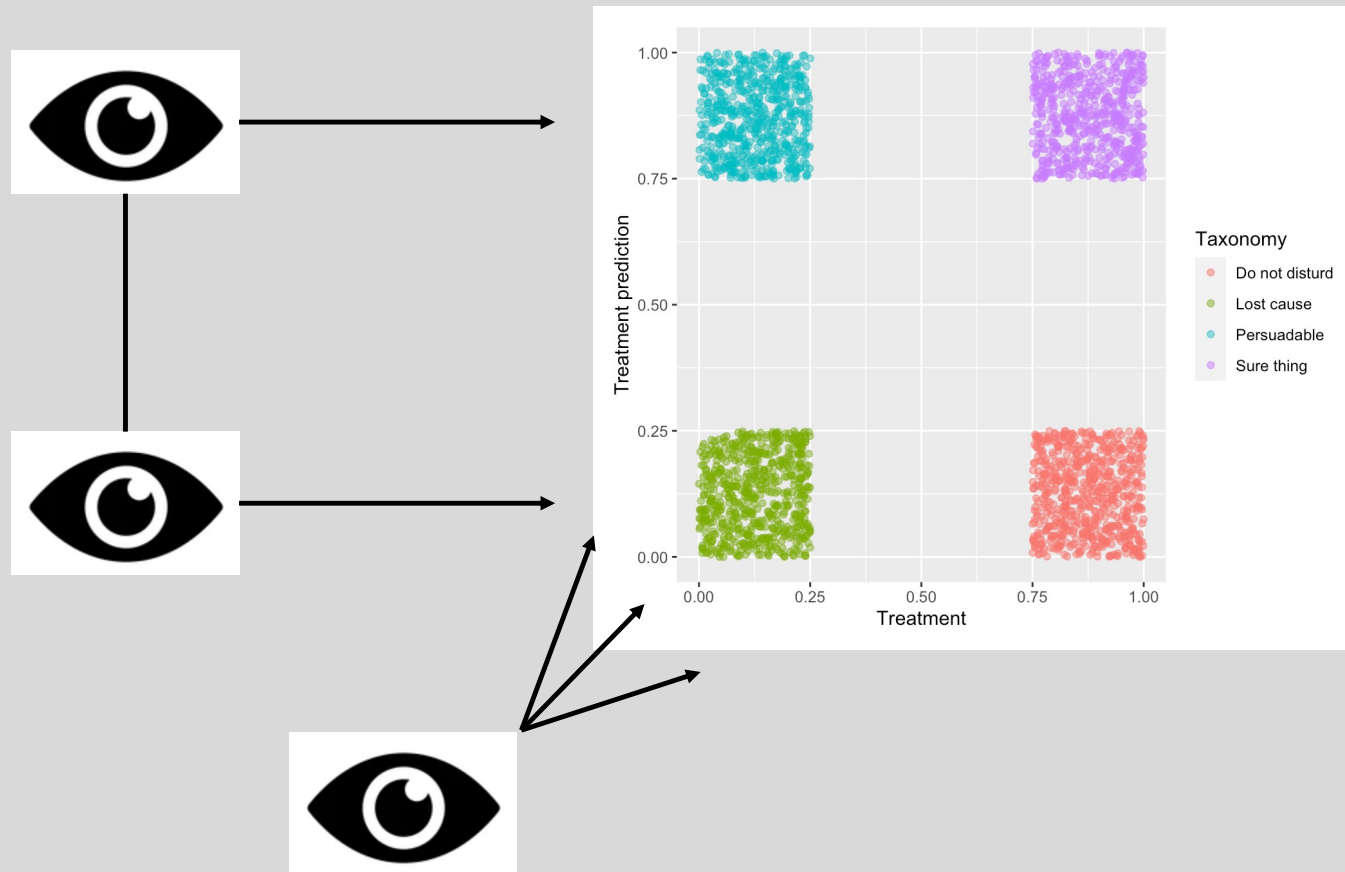 1.00
0.75
0.50
0.25
0.00
Treatment prediction
0.00 0.25 0.50 0.75 1.00
Treatment
Taxonomy
Do not disturd
Lost cause
Persuadable
Sure thing